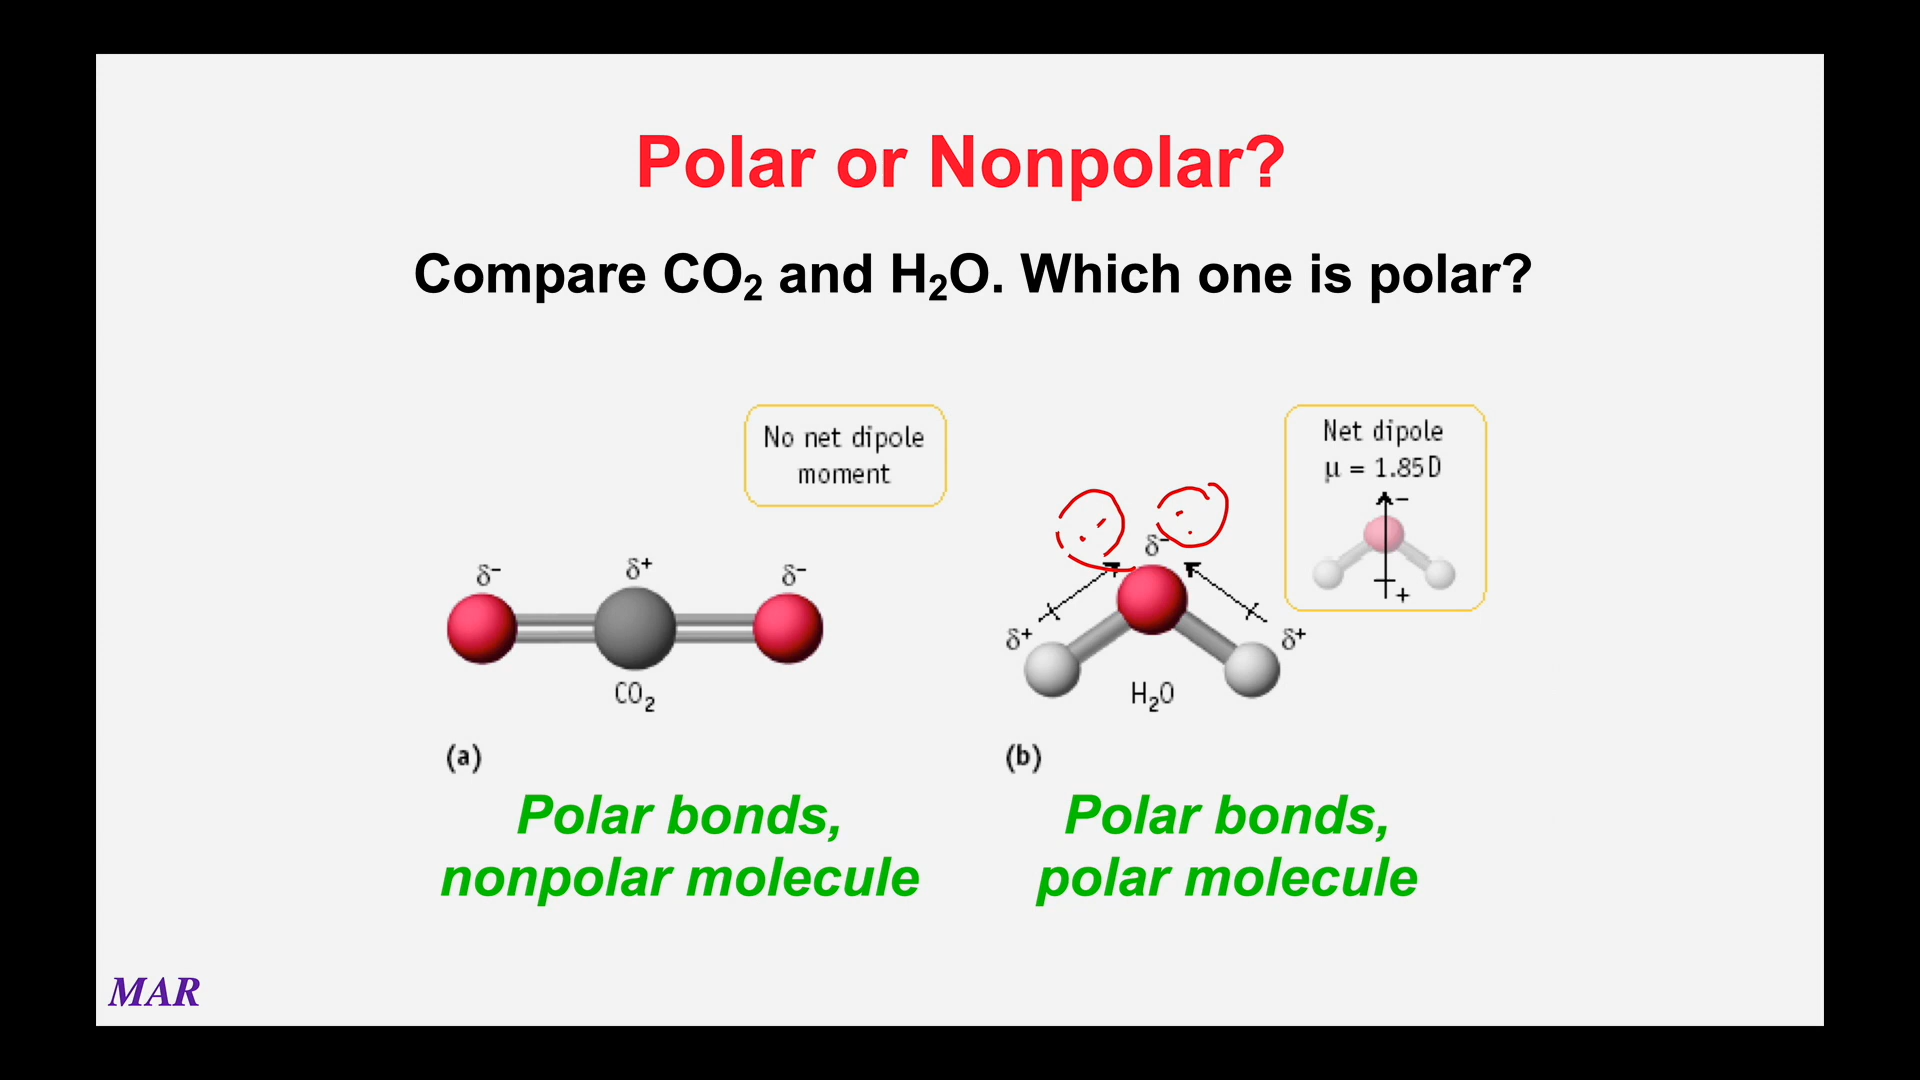 Polar or Nonpolar?
Compare CO₂ and H₂O. Which one is polar?
No net dipole
moment
δ⁻
δ⁺
δ⁻
CO₂
(a)
Net dipole
μ = 1.85D
−
+
δ⁻
δ⁺
δ⁺
H₂O
(b)
Polar bonds,
nonpolar molecule
Polar bonds,
polar molecule
MAR